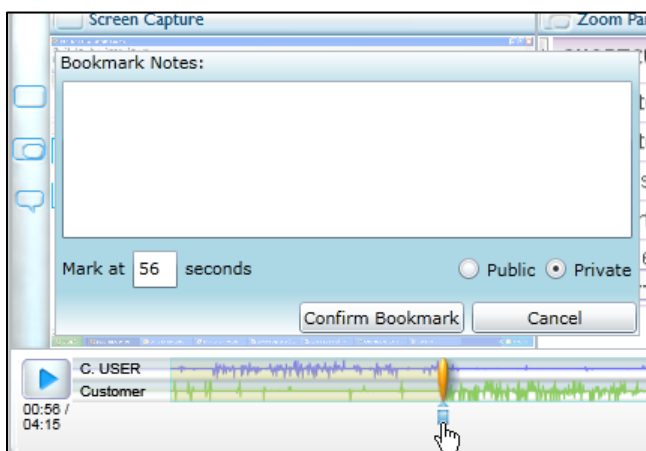 Screen Capture
Zoom Pa
Bookmark Notes:
Mark at 56 seconds
Public Private
Confirm Bookmark Cancel
C. USER
Customer
00:56 /
04:15